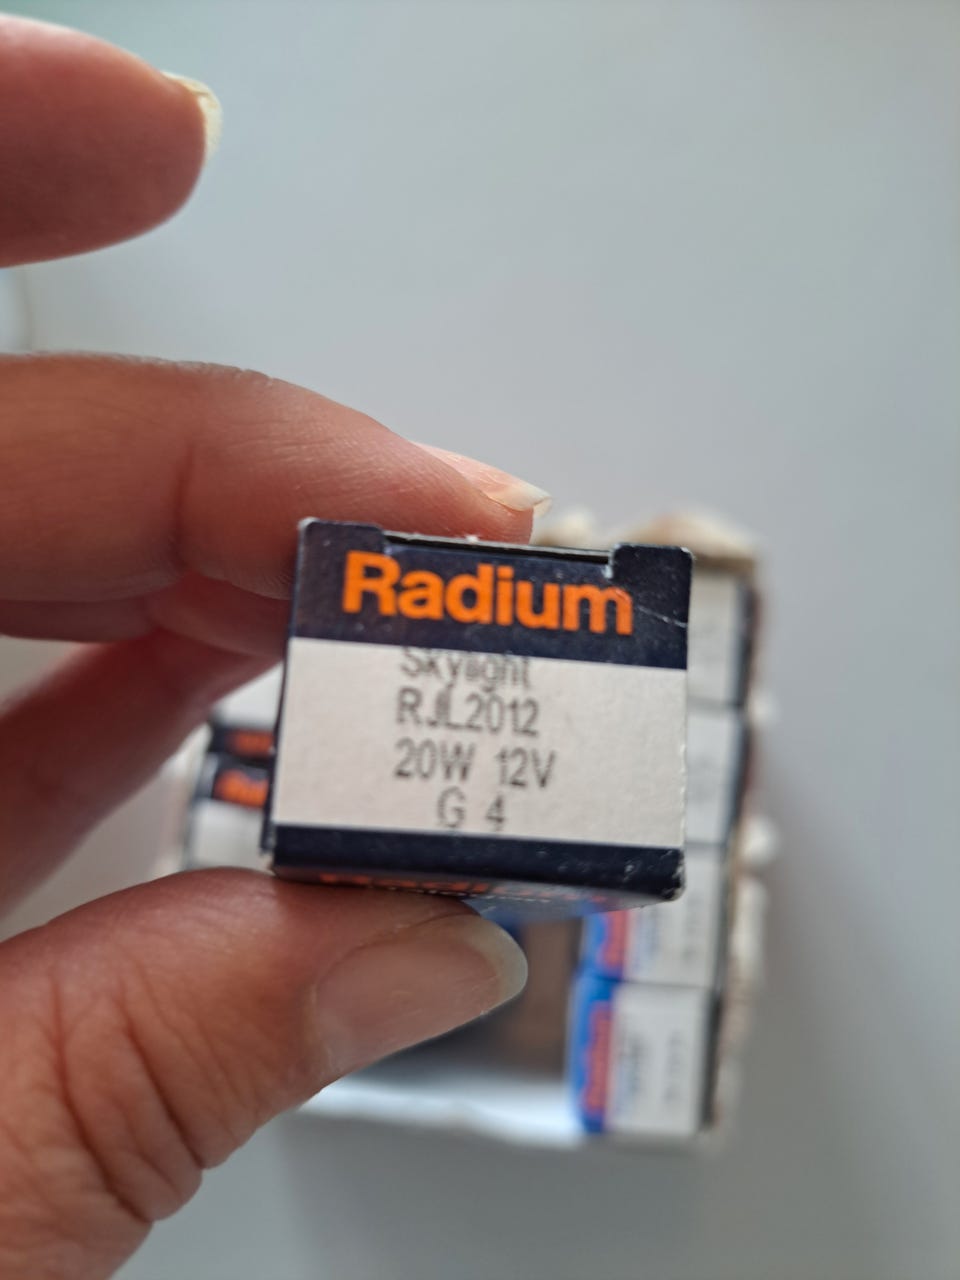 Radium
Skylight
RJL2012
20W 12V
G 4